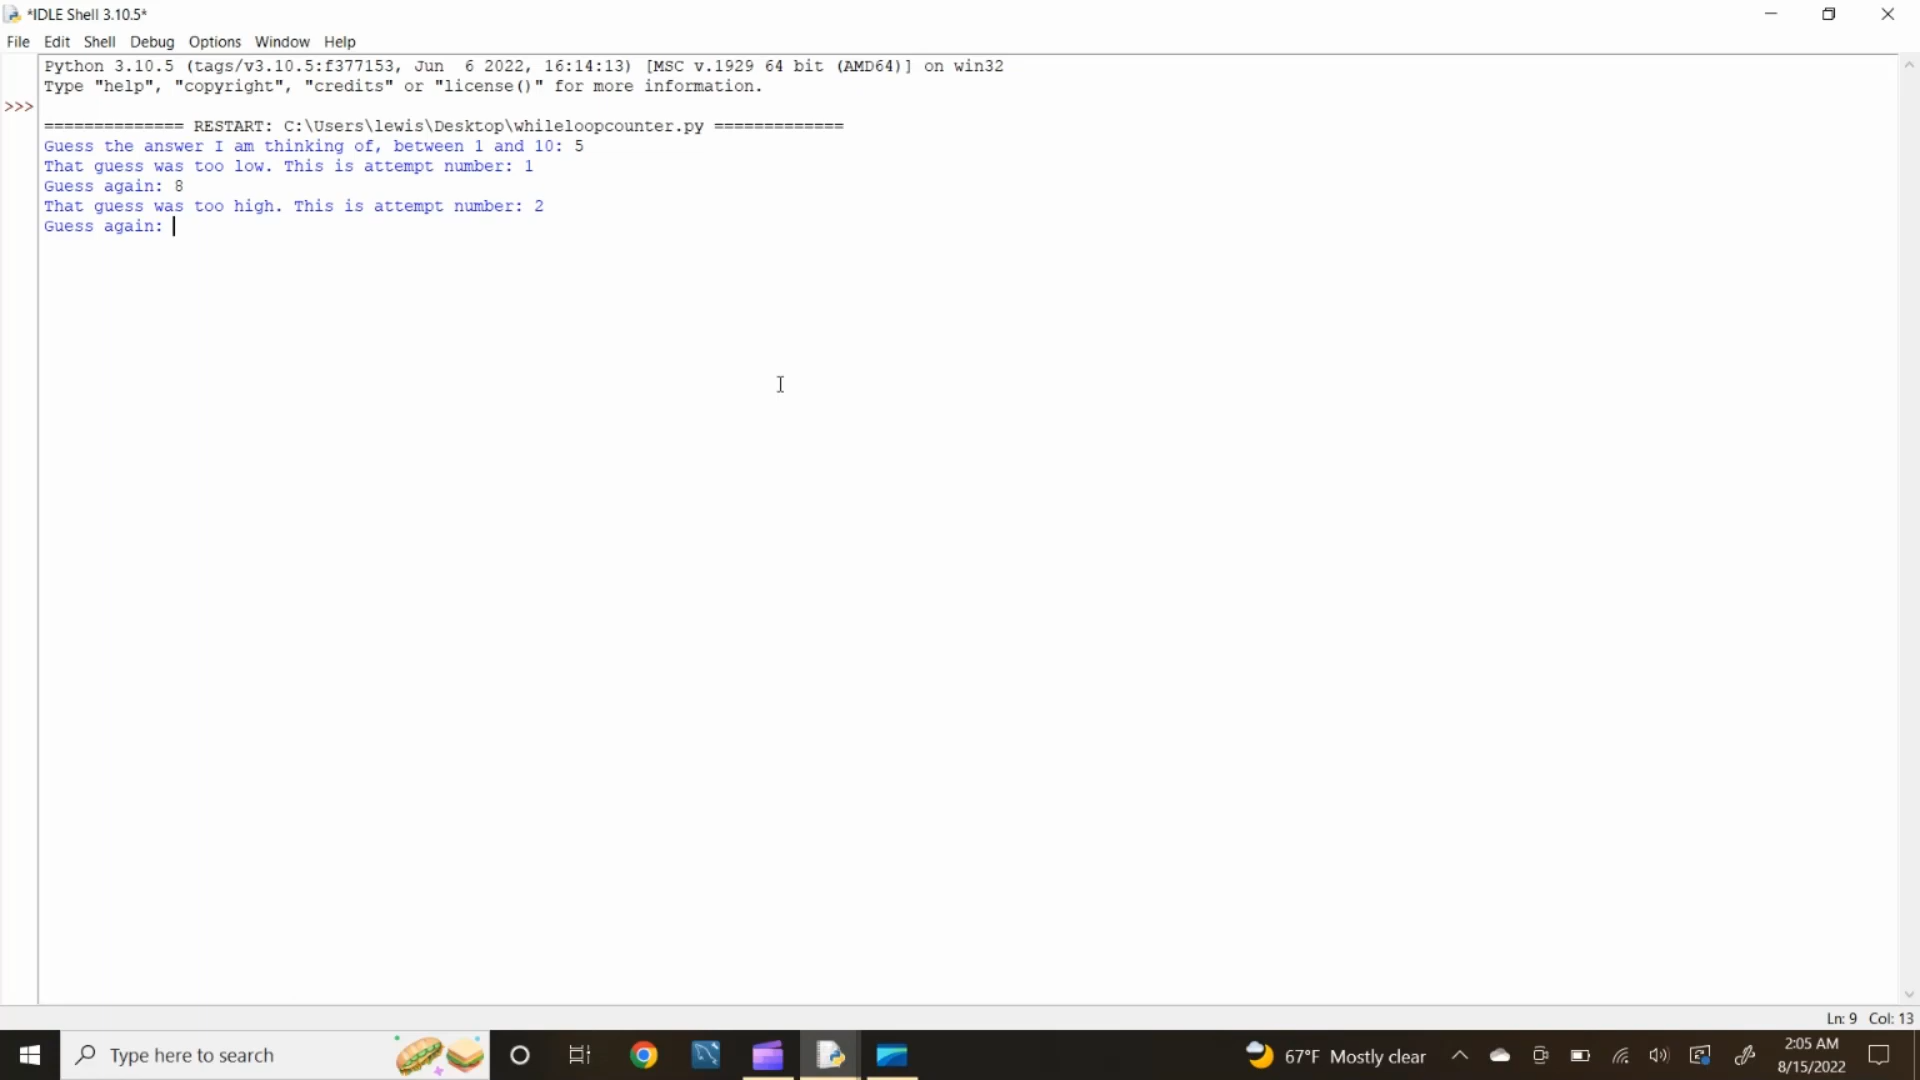 *IDLE Shell 3.10.5*
File Edit Shell Debug Options Window Help
Python 3.10.5 (tags/v3.10.5:f377153, Jun  6 2022, 16:14:13) [MSC v.1929 64 bit (AMD64)] on win32
Type "help", "copyright", "credits" or "license()" for more information.
>>>
============== RESTART: C:\Users\lewis\Desktop\whileloopcounter.py =============
Guess the answer I am thinking of, between 1 and 10: 5
That guess was too low. This is attempt number: 1
Guess again: 8
That guess was too high. This is attempt number: 2
Guess again:
Ln: 9 Col: 13
Type here to search
67°F Mostly clear
2:05 AM
8/15/2022